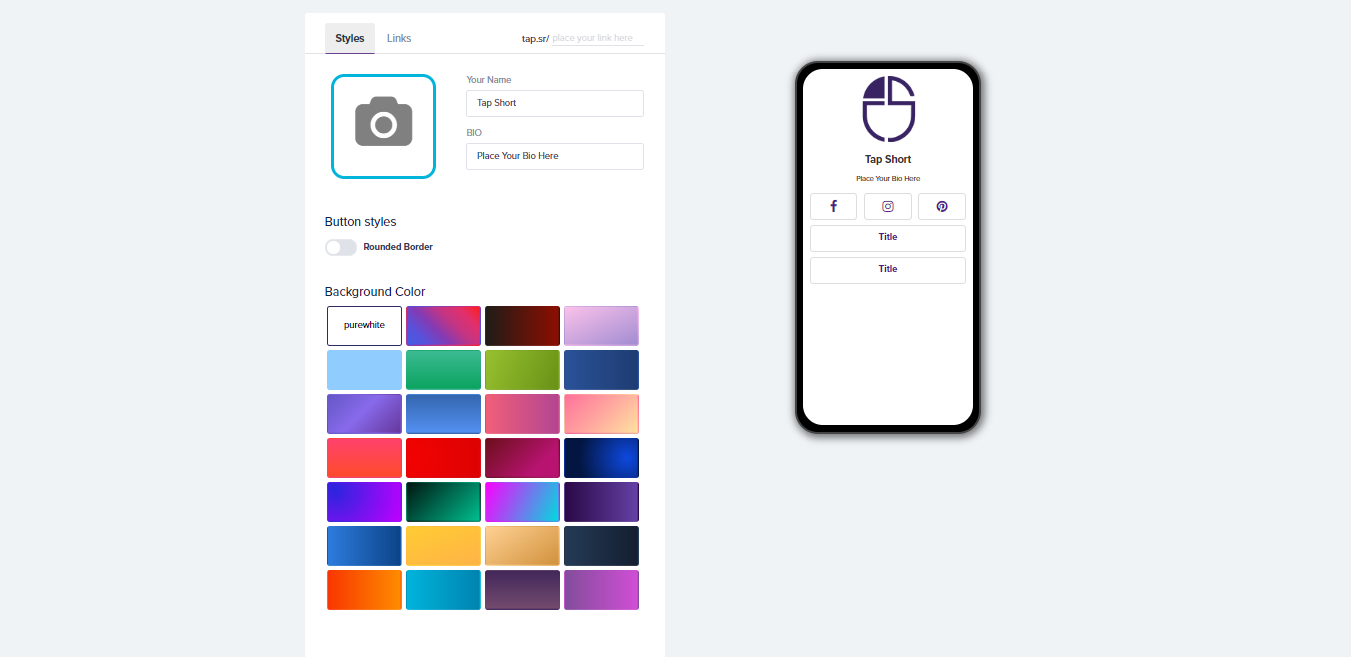 Styles
Links
tap.sr/ place your link here
Your Name
Tap Short
BIO
Place Your Bio Here
Button styles
Rounded Border
Background Color
purewhite
Tap Short
Place Your Bio Here
Title
Title